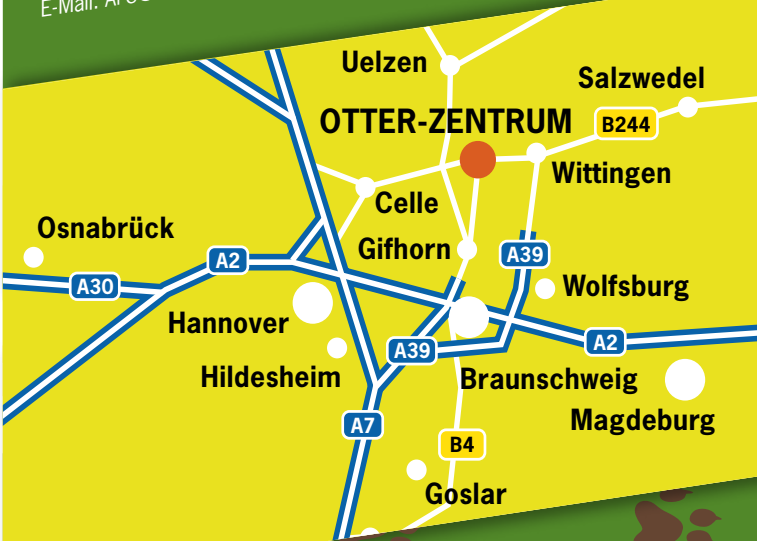 E-Mail:
Uelzen
Salzwedel
OTTER-ZENTRUM
B244
Wittingen
Celle
Osnabrück
Gifhorn
A39
A2
A30
Wolfsburg
Hannover
A2
A39
Hildesheim
Braunschweig
Magdeburg
A7
B4
Goslar